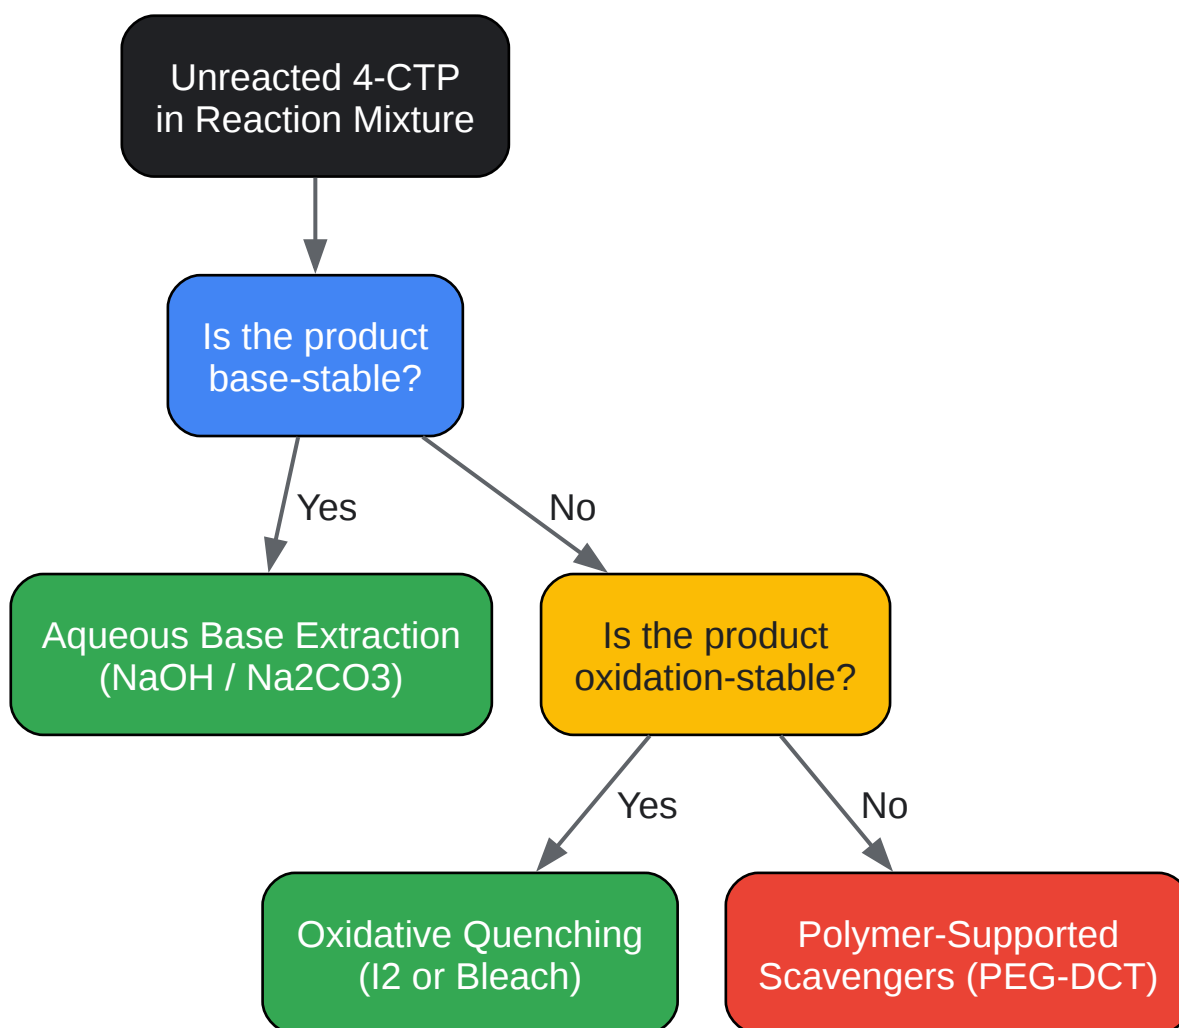 Unreacted 4-CTP
in Reaction Mixture
Is the product
base-stable?
Yes
No
Aqueous Base Extraction
(NaOH / Na2CO3)
Is the product
oxidation-stable?
Yes
No
Oxidative Quenching
(I2 or Bleach)
Polymer-Supported
Scavengers (PEG-DCT)